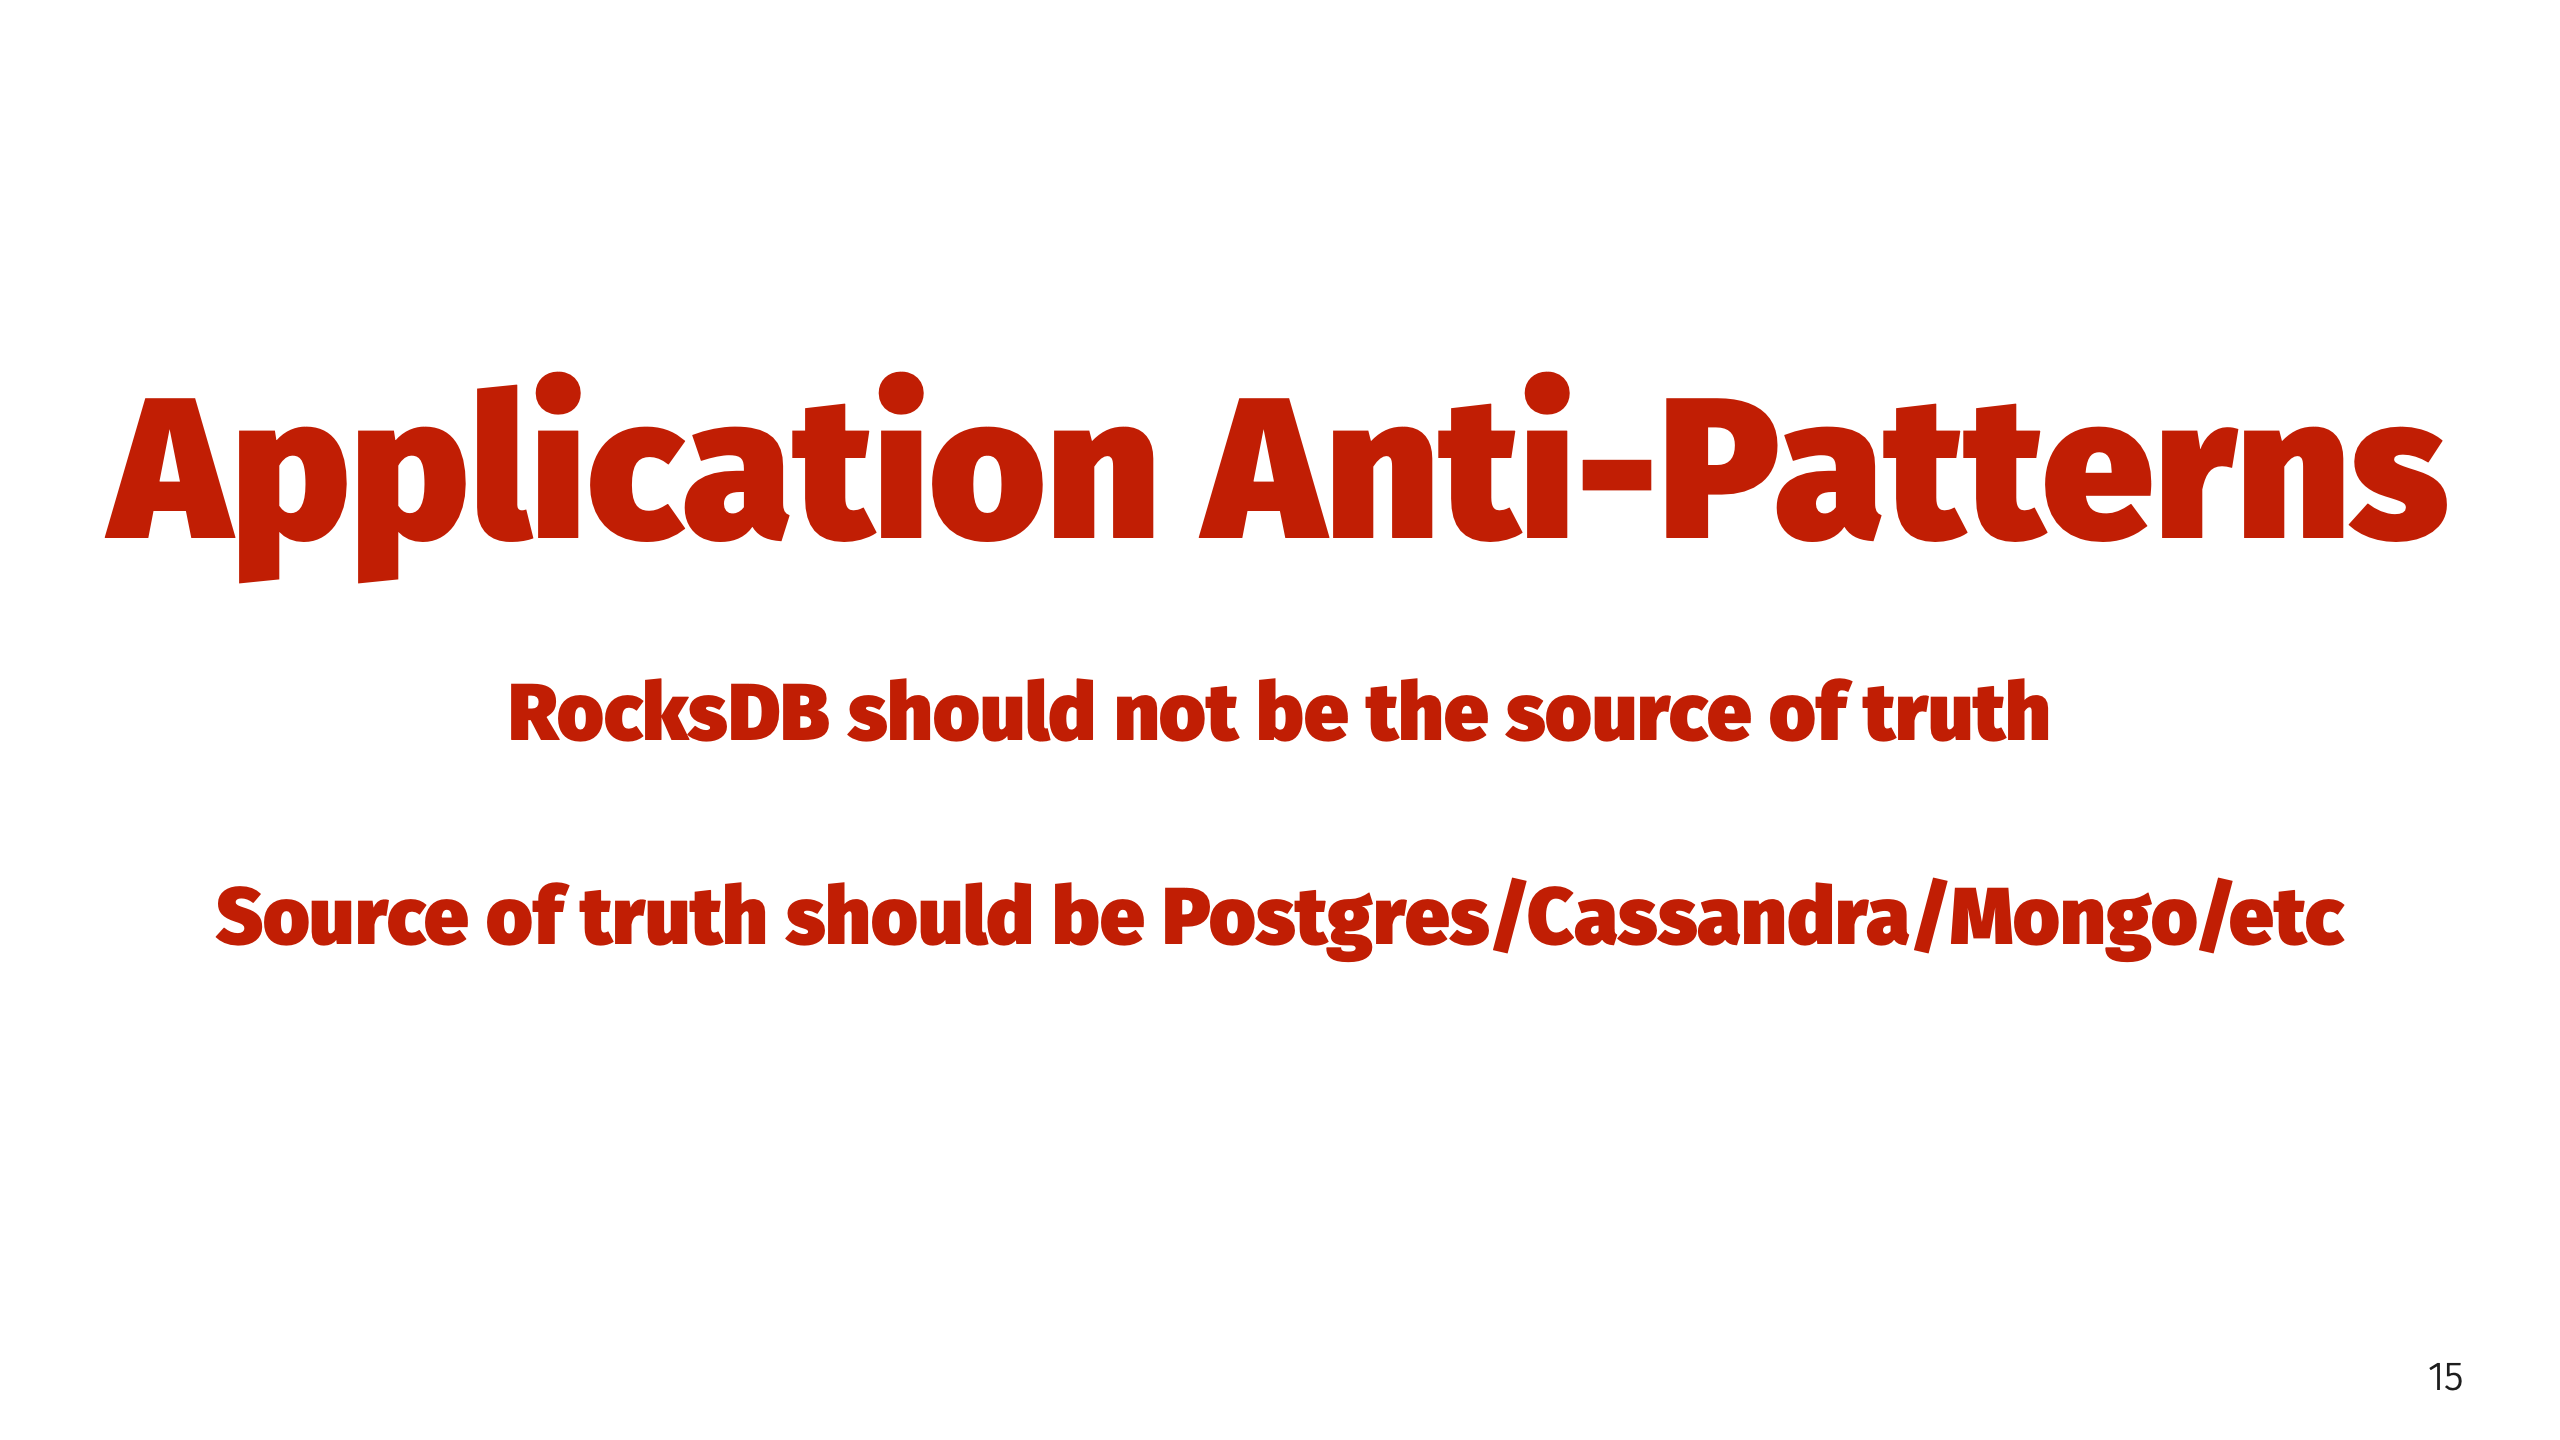 Application Anti-Patterns
RocksDB should not be the source of truth
Source of truth should be Postgres/Cassandra/Mongo/etc
15